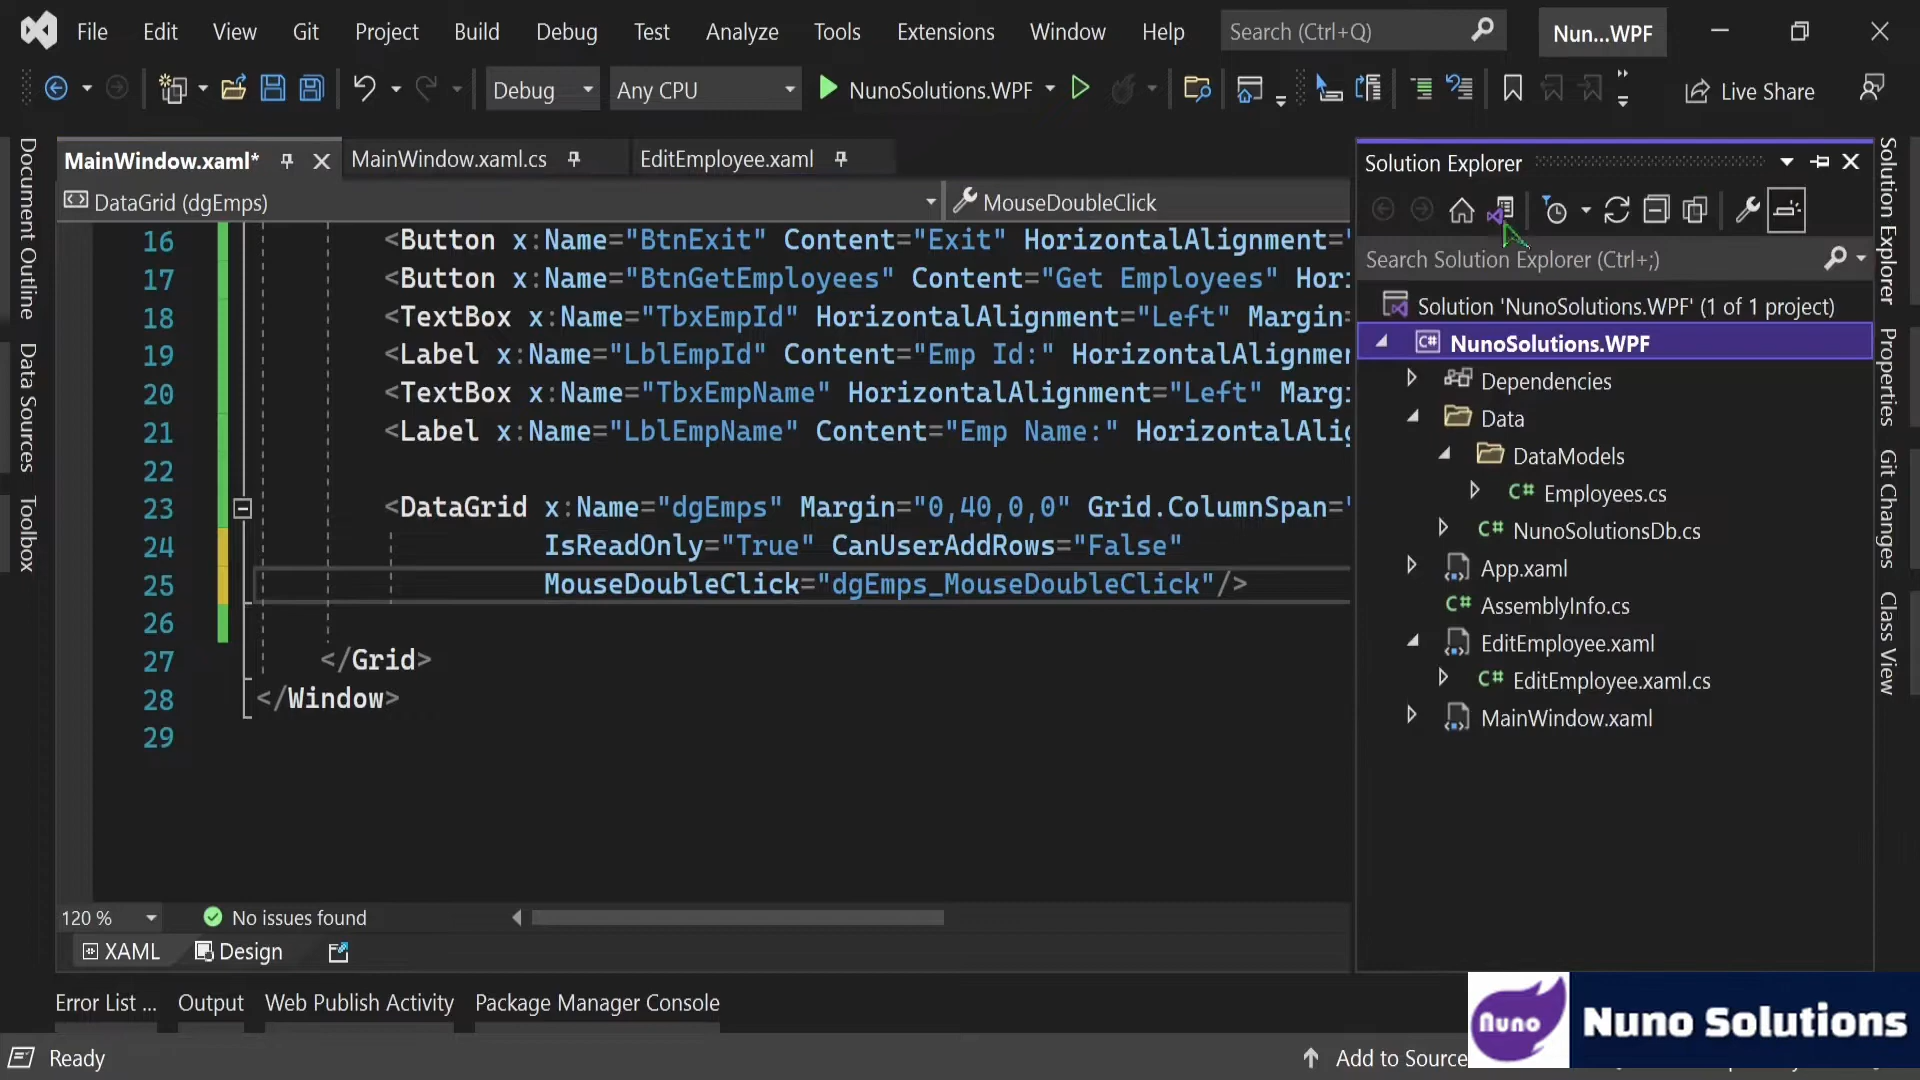 File Edit View Git Project Build Debug Test Analyze Tools Extensions Window Help Search (Ctrl+Q) Nun...WPF
Debug Any CPU NunoSolutions.WPF Live Share
Document Outline
Data Sources
Toolbox
MainWindow.xaml* MainWindow.xaml.cs EditEmployee.xaml
DataGrid (dgEmps) MouseDoubleClick
16 <Button x:Name="BtnExit" Content="Exit" HorizontalAlignment="
17 <Button x:Name="BtnGetEmployees" Content="Get Employees" Hori
18 <TextBox x:Name="TbxEmpId" HorizontalAlignment="Left" Margin=
19 <Label x:Name="LblEmpId" Content="Emp Id:" HorizontalAlignmen
20 <TextBox x:Name="TbxEmpName" HorizontalAlignment="Left" Margi
21 <Label x:Name="LblEmpName" Content="Emp Name:" HorizontalAlig
22
23 <DataGrid x:Name="dgEmps" Margin="0,40,0,0" Grid.ColumnSpan="
24 IsReadOnly="True" CanUserAddRows="False"
25 MouseDoubleClick="dgEmps_MouseDoubleClick"/>
26
27 </Grid>
28 </Window>
29
120 % No issues found
XAML Design
Solution Explorer
Search Solution Explorer (Ctrl+;)
Solution 'NunoSolutions.WPF' (1 of 1 project)
C# NunoSolutions.WPF
Dependencies
Data
DataModels
C# Employees.cs
C# NunoSolutionsDb.cs
App.xaml
C# AssemblyInfo.cs
EditEmployee.xaml
C# EditEmployee.xaml.cs
MainWindow.xaml
Solution Explorer
Properties
Git Changes
Class View
Error List ... Output Web Publish Activity Package Manager Console
Ready Add to Source
Nuno Nuno Solutions